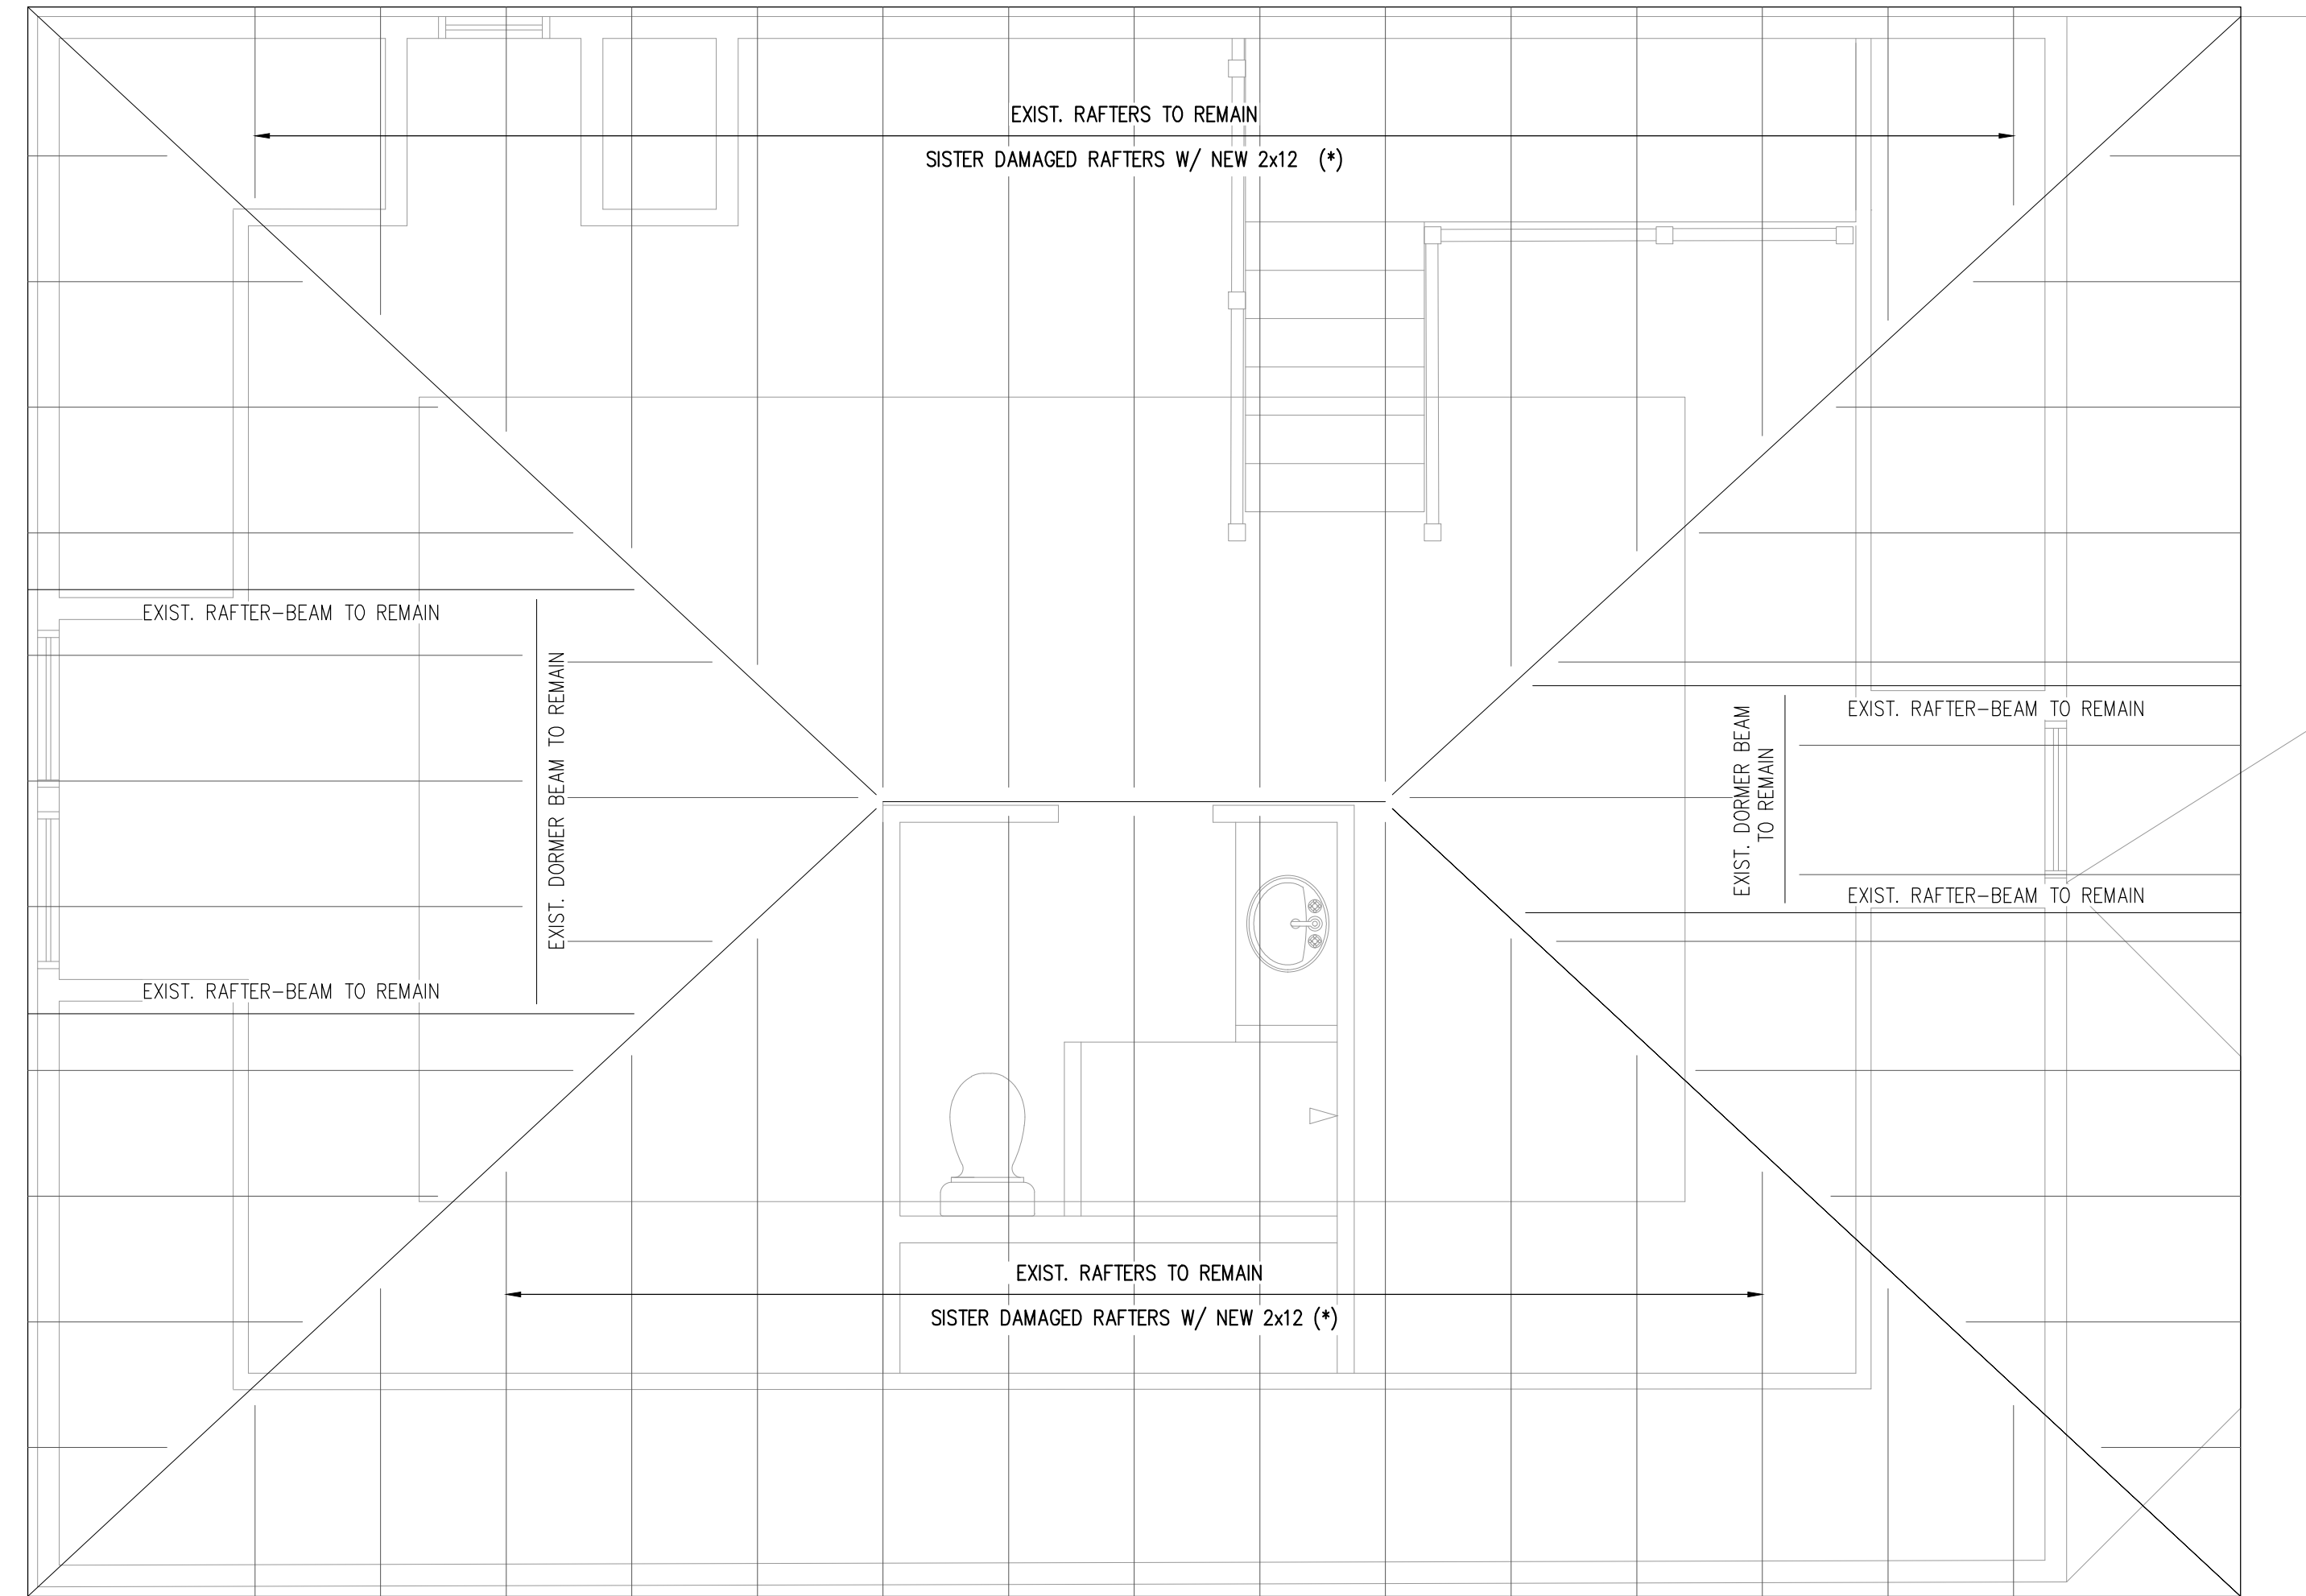 EXIST. RAFTERS TO REMAIN
SISTER DAMAGED RAFTERS W/ NEW 2x12 (*)
EXIST. RAFTER-BEAM TO REMAIN
EXIST. DORMER BEAM TO REMAIN
EXIST. RAFTER-BEAM TO REMAIN
EXIST. RAFTER-BEAM TO REMAIN
EXIST. DORMER BEAM
TO REMAIN
EXIST. RAFTER-BEAM TO REMAIN
EXIST. RAFTERS TO REMAIN
SISTER DAMAGED RAFTERS W/ NEW 2x12 (*)